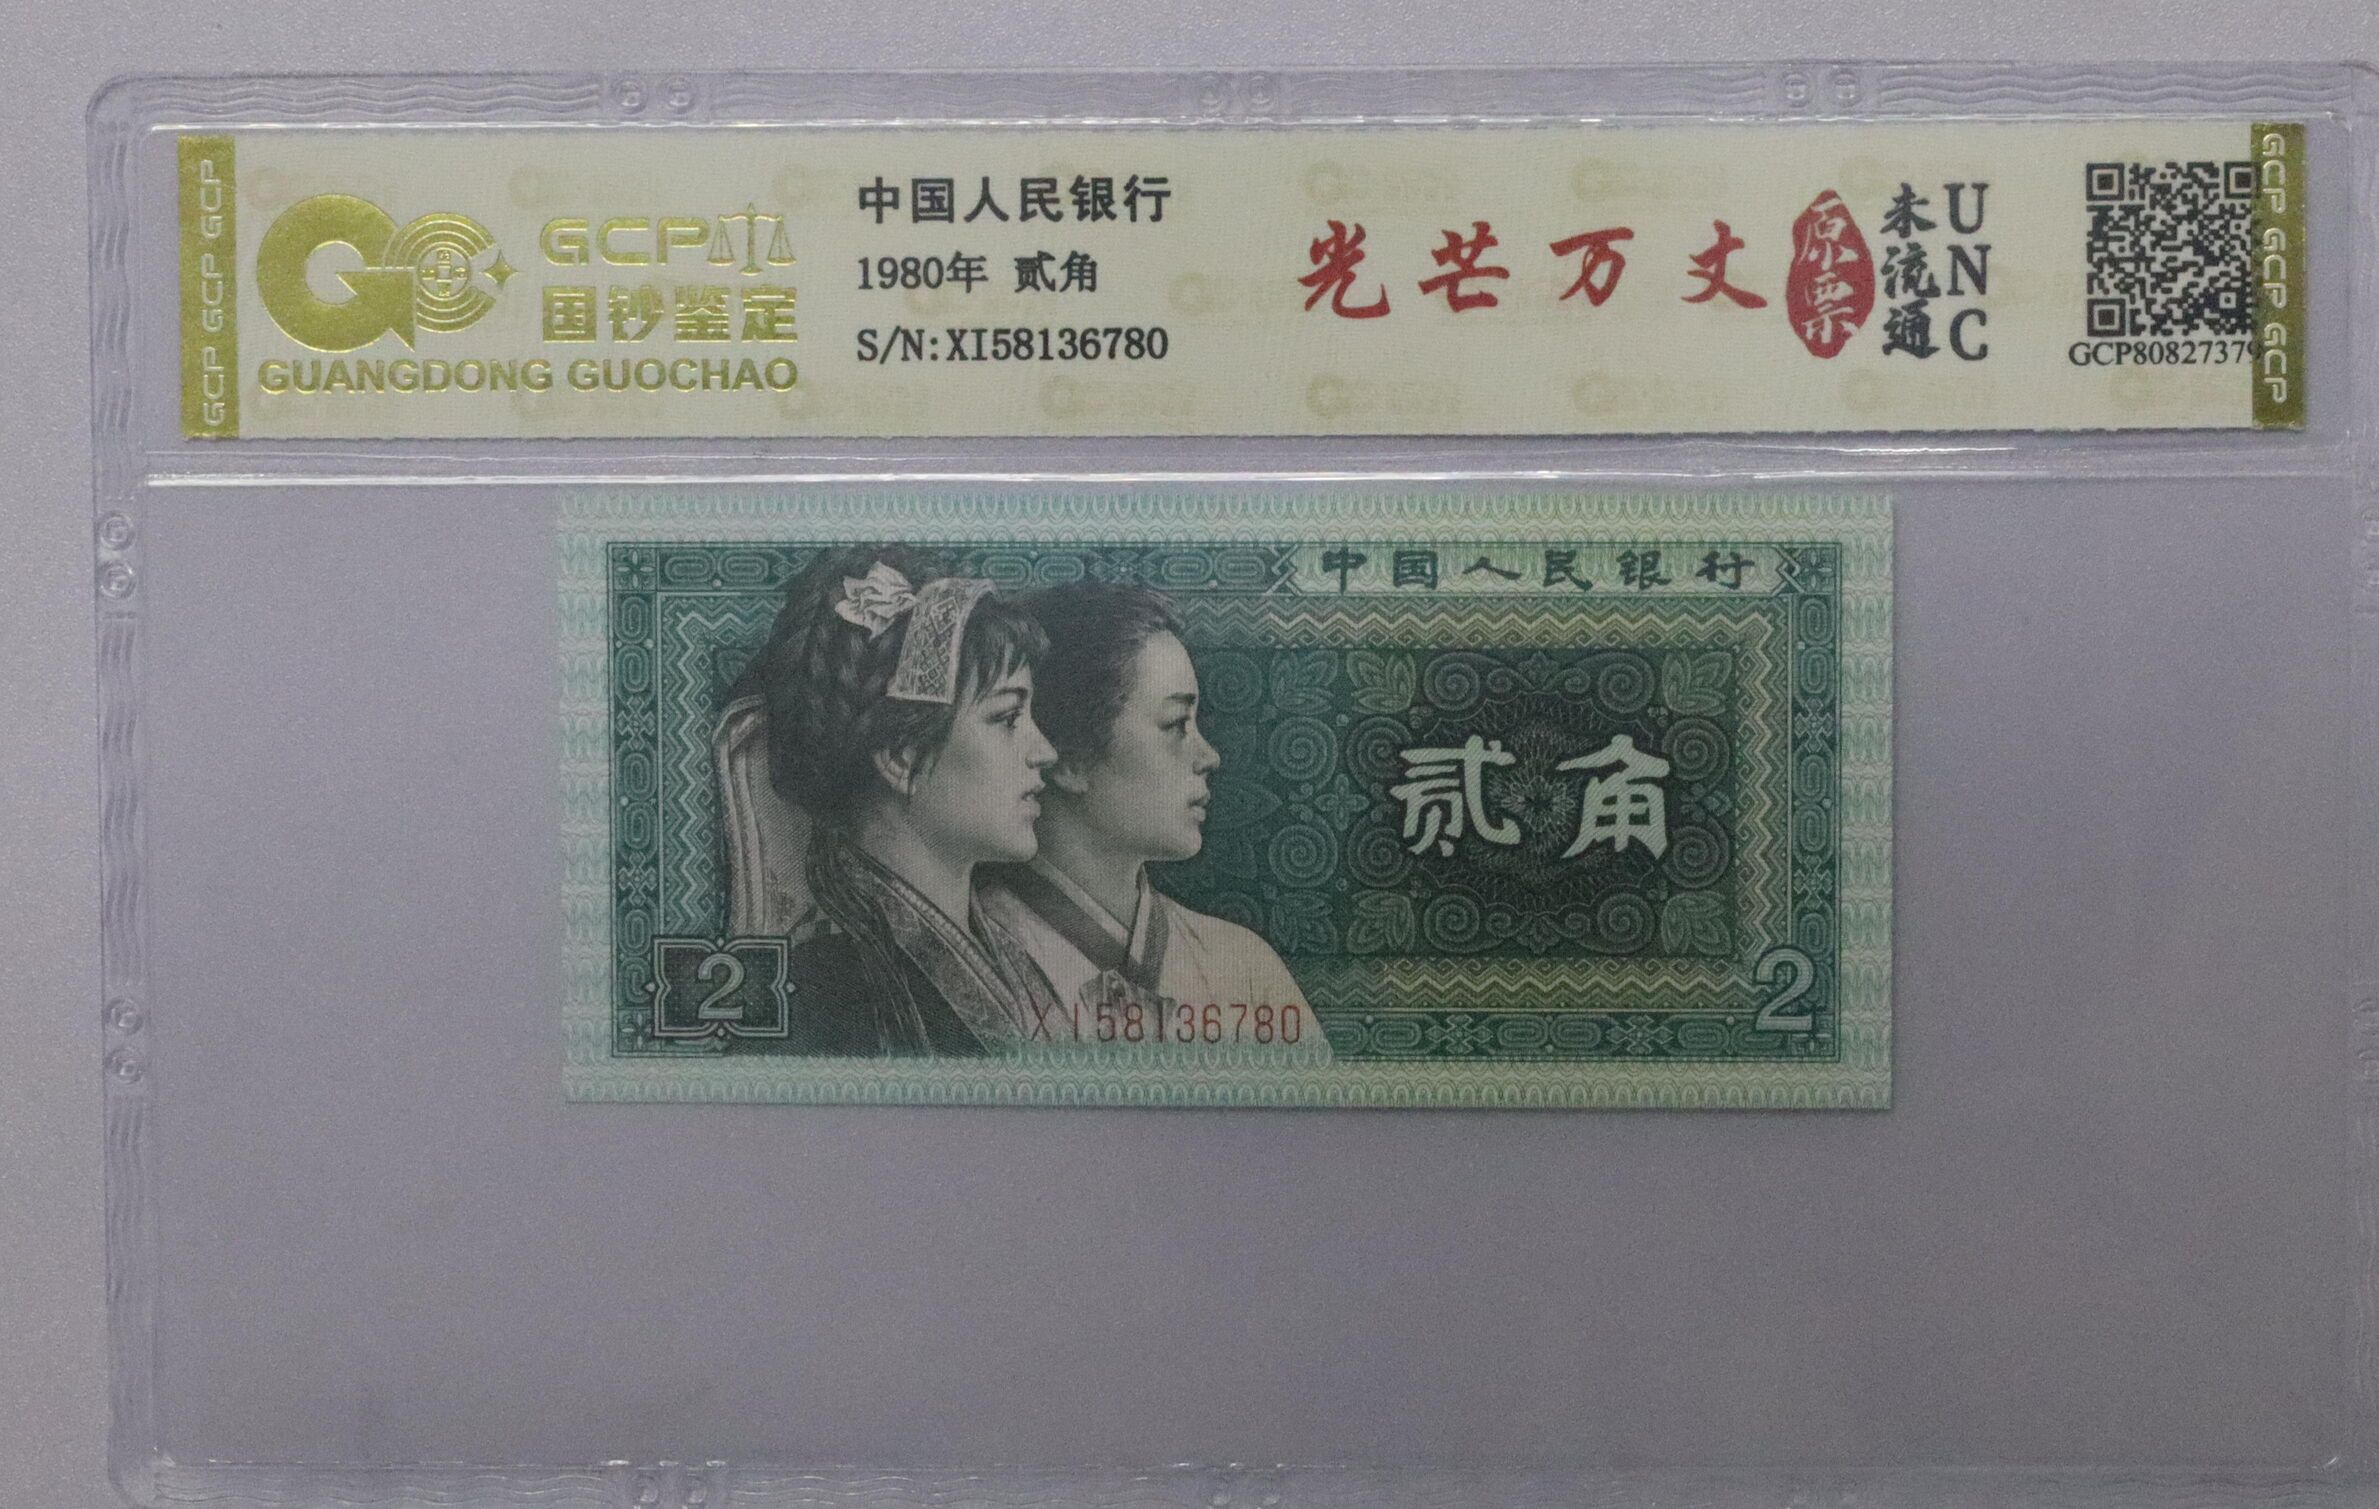 GCP GCP GCP
GCP
国钞鉴定
GUANGDONG GUOCHAO
中国人民银行
1980年 贰角
S/N:XI58136780
光芒万丈
原票
未流通
UNC
GCP80827379
GCP GCP GCP
中国人民银行
贰角
2
XI58136780
2